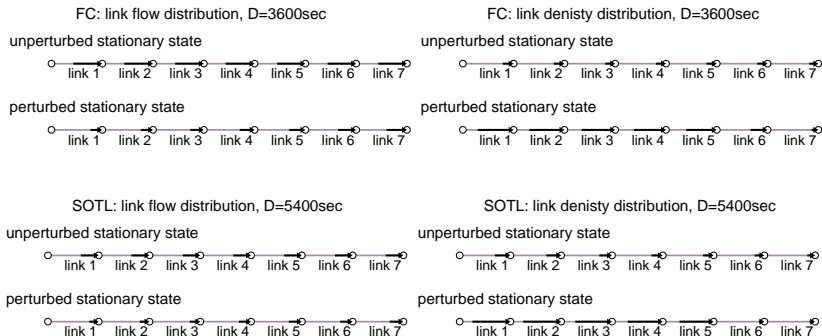 FC: link flow distribution, D=3600sec
unperturbed stationary state
link 1 link 2 link 3 link 4 link 5 link 6 link 7
perturbed stationary state
link 1 link 2 link 3 link 4 link 5 link 6 link 7
FC: link denisty distribution, D=3600sec
unperturbed stationary state
link 1 link 2 link 3 link 4 link 5 link 6 link 7
perturbed stationary state
link 1 link 2 link 3 link 4 link 5 link 6 link 7
SOTL: link flow distribution, D=5400sec
unperturbed stationary state
link 1 link 2 link 3 link 4 link 5 link 6 link 7
perturbed stationary state
link 1 link 2 link 3 link 4 link 5 link 6 link 7
SOTL: link denisty distribution, D=5400sec
unperturbed stationary state
link 1 link 2 link 3 link 4 link 5 link 6 link 7
perturbed stationary state
link 1 link 2 link 3 link 4 link 5 link 6 link 7